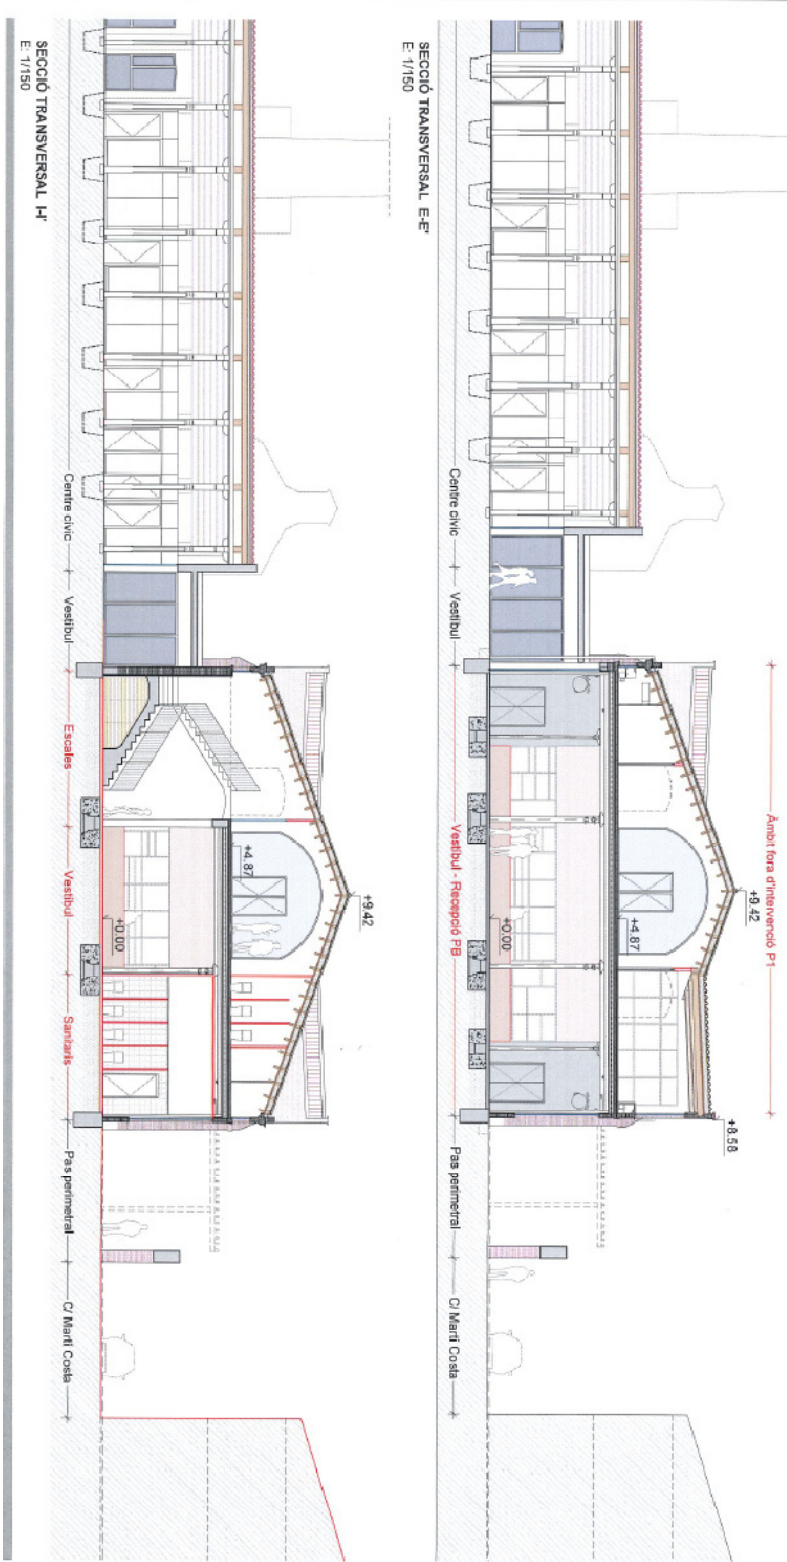 Àmbit fora d'intervenció P1
+9.42
+8.58
+4.87
+0.00
Centre cívic
Vestíbul
Vestíbul - Recepció PB
Pas perimetral
C/ Martí Costa
SECCIÓ TRANSVERSAL E-E'
E: 1/150
+9.42
+4.87
+0.00
Centre cívic
Vestíbul
Escales
Vestíbul
Sanitaris
Pas perimetral
C/ Martí Costa
SECCIÓ TRANSVERSAL I-I'
E: 1/150